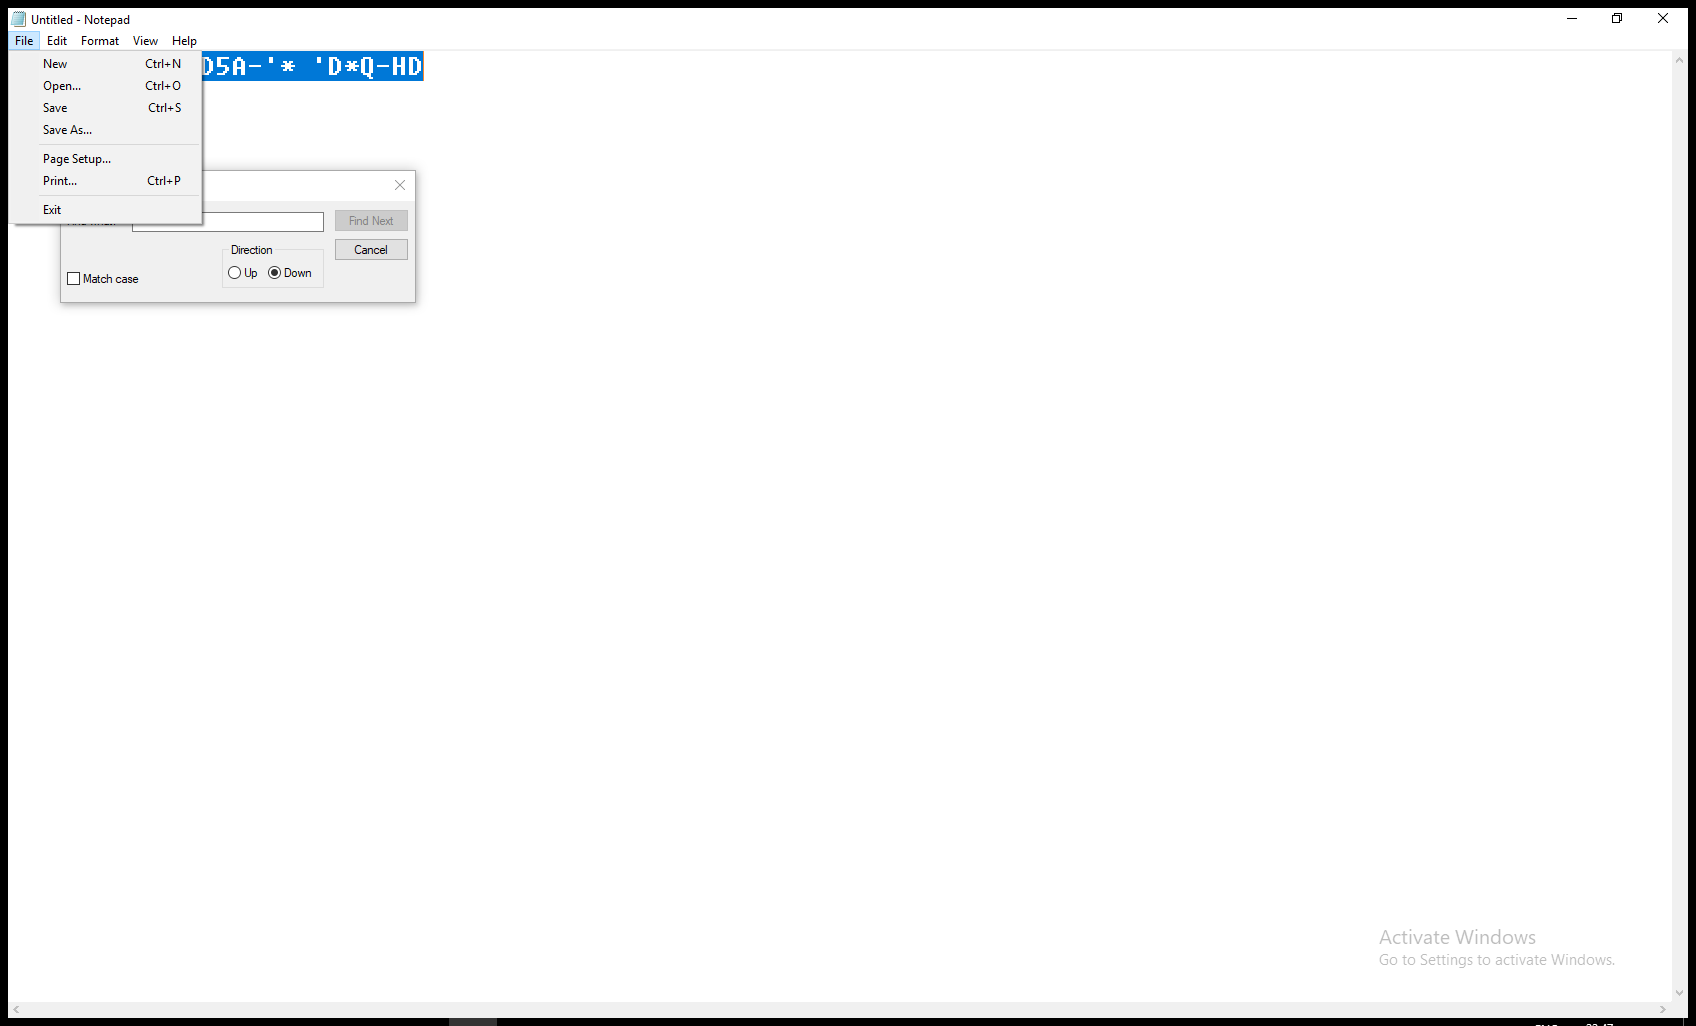 Untitled - Notepad
File Edit Format View Help
New Ctrl+N
Open... Ctrl+O
Save Ctrl+S
Save As...
Page Setup...
Print... Ctrl+P
Exit
D5A-'* 'D*Q-HD
Find Next
Direction
Cancel
Up Down
Match case
Activate Windows
Go to Settings to activate Windows.